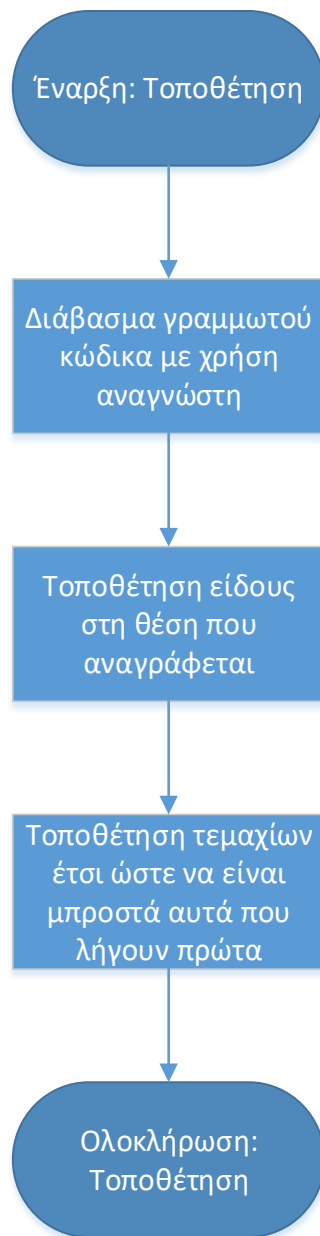 Έναρξη: Τοποθέτηση
Διάβασμα γραμμωτού
κώδικα με χρήση
αναγνώστη
Τοποθέτηση είδους
στη θέση που
αναγράφεται
Τοποθέτηση τεμαχίων
έτσι ώστε να είναι
μπροστά αυτά που
λήγουν πρώτα
Ολοκλήρωση:
Τοποθέτηση